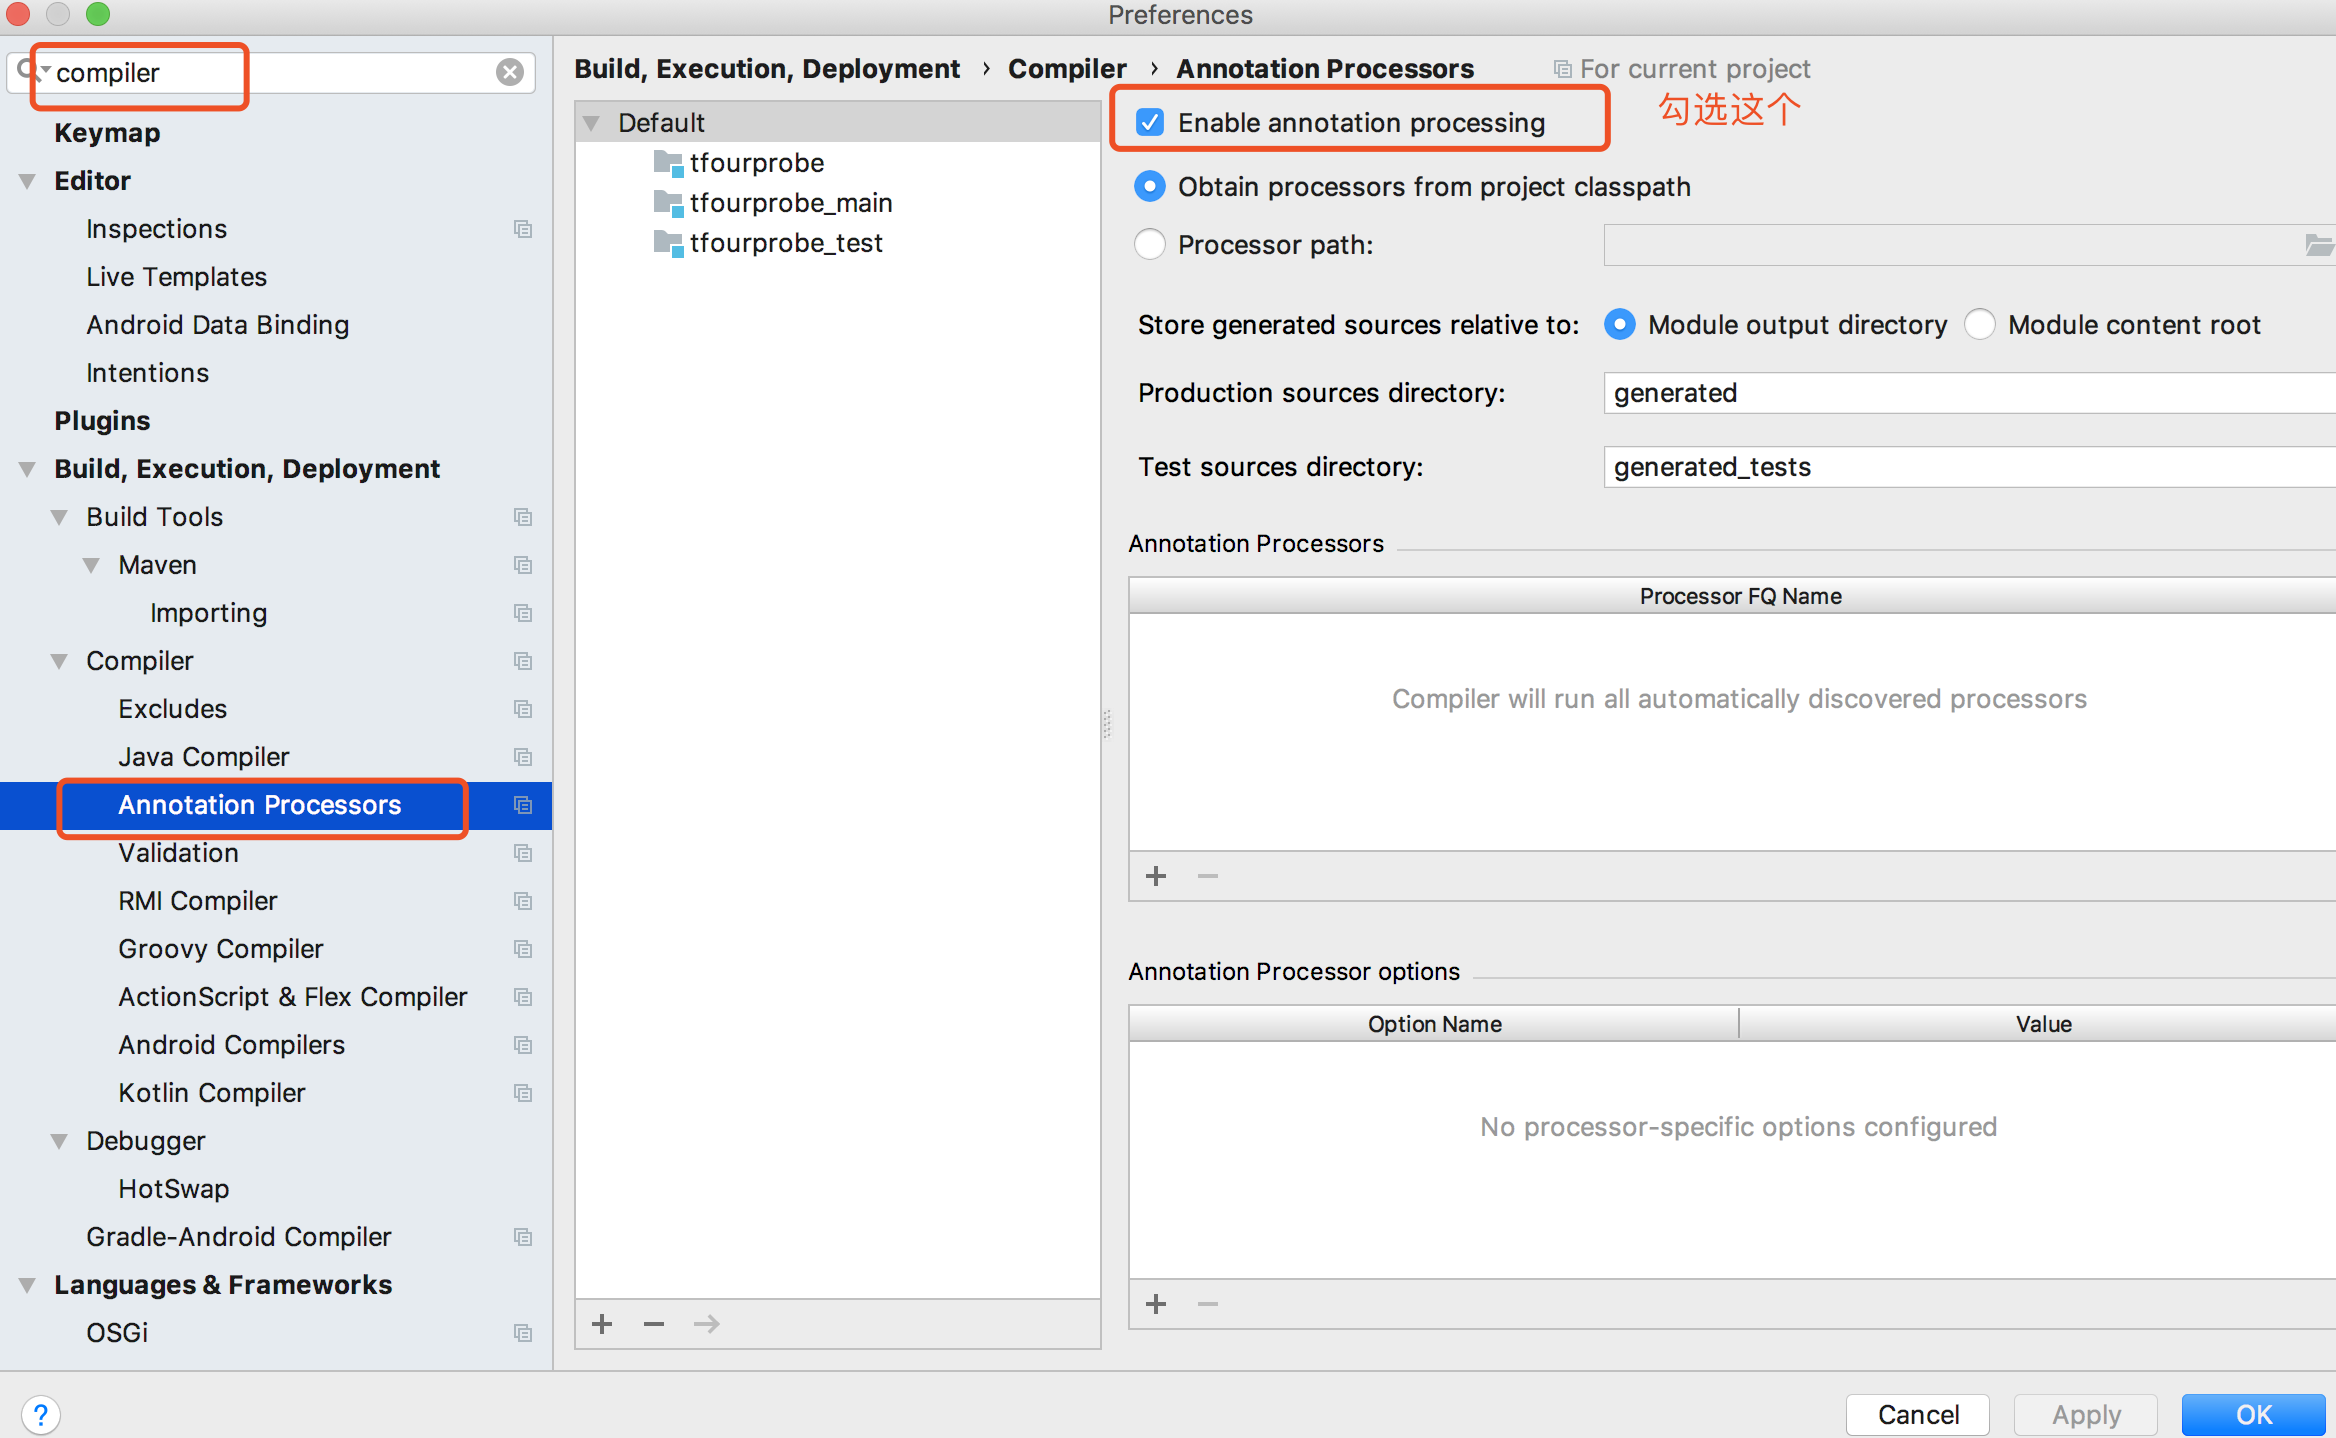 Preferences
compiler
Keymap
Editor
Inspections
Live Templates
Android Data Binding
Intentions
Plugins
Build, Execution, Deployment
Build Tools
Maven
Importing
Compiler
Excludes
Java Compiler
Annotation Processors
Validation
RMI Compiler
Groovy Compiler
ActionScript & Flex Compiler
Android Compilers
Kotlin Compiler
Debugger
HotSwap
Gradle-Android Compiler
Languages & Frameworks
OSGi
Build, Execution, Deployment › Compiler › Annotation Processors For current project
Default
tfourprobe
tfourprobe_main
tfourprobe_test
Enable annotation processing 勾选这个
Obtain processors from project classpath
Processor path:
Store generated sources relative to: Module output directory Module content root
Production sources directory: generated
Test sources directory: generated_tests
Annotation Processors
Processor FQ Name
Compiler will run all automatically discovered processors
Annotation Processor options
Option Name Value
No processor-specific options configured
? Cancel Apply OK